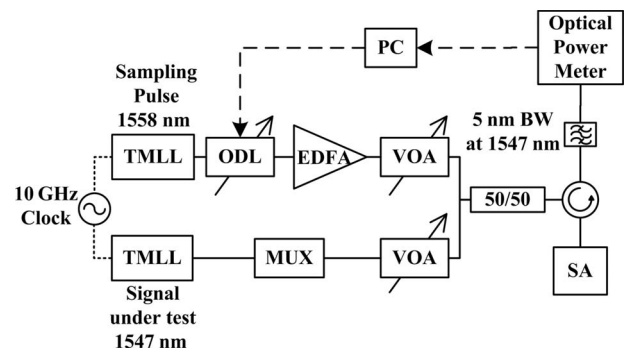 Optical
Power
Meter
PC
Sampling
Pulse
1558 nm
5 nm BW
at 1547 nm
TMLL
ODL
EDFA
VOA
10 GHz
Clock
50/50
TMLL
MUX
VOA
SA
Signal
under test
1547 nm